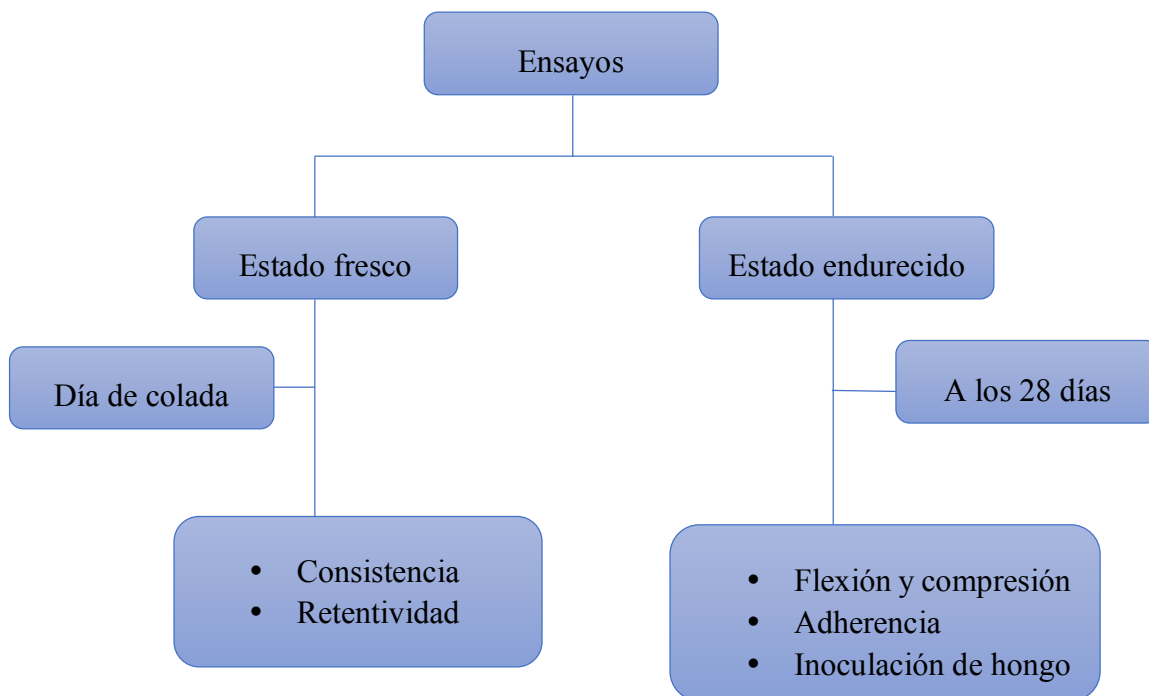 Ensayos
Estado fresco
Estado endurecido
Día de colada
A los 28 días
• Consistencia
• Retentividad
• Flexión y compresión
• Adherencia
• Inoculación de hongo